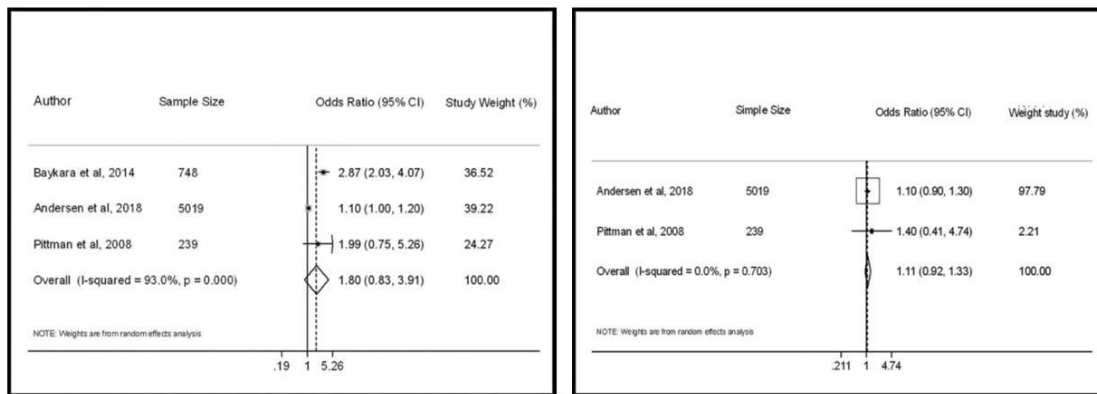 Author Sample Size Odds Ratio (95% CI) Study Weight (%)
Baykara et al, 2014 748 2.87 (2.03, 4.07) 36.52
Andersen et al, 2018 5019 1.10 (1.00, 1.20) 39.22
Pittman et al, 2008 239 1.99 (0.75, 5.26) 24.27
Overall (I-squared = 93.0%, p = 0.000) 1.80 (0.83, 3.91) 100.00
NOTE: Weights are from random effects analysis
.19 1 5.26
Author Simple Size Odds Ratio (95% CI) Weight study (%)
Andersen et al, 2018 5019 1.10 (0.90, 1.30) 97.79
Pittman et al, 2008 239 1.40 (0.41, 4.74) 2.21
Overall (I-squared = 0.0%, p = 0.703) 1.11 (0.92, 1.33) 100.00
NOTE: Weights are from random effects analysis
.211 1 4.74